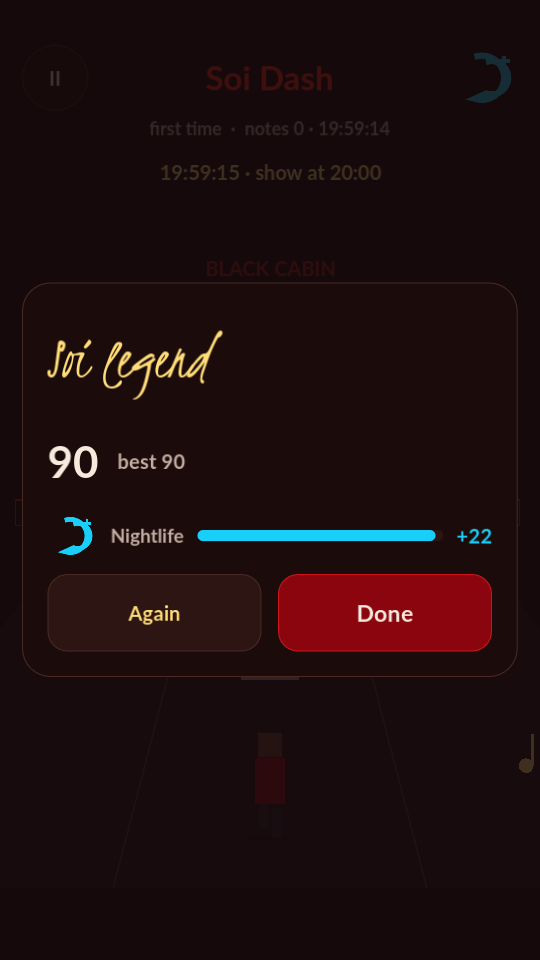 Soi Dash
first time · notes 0 · 19:59:14
19:59:15 · show at 20:00
BLACK CABIN
Soi Legend
90 best 90
Nightlife +22
Again Done